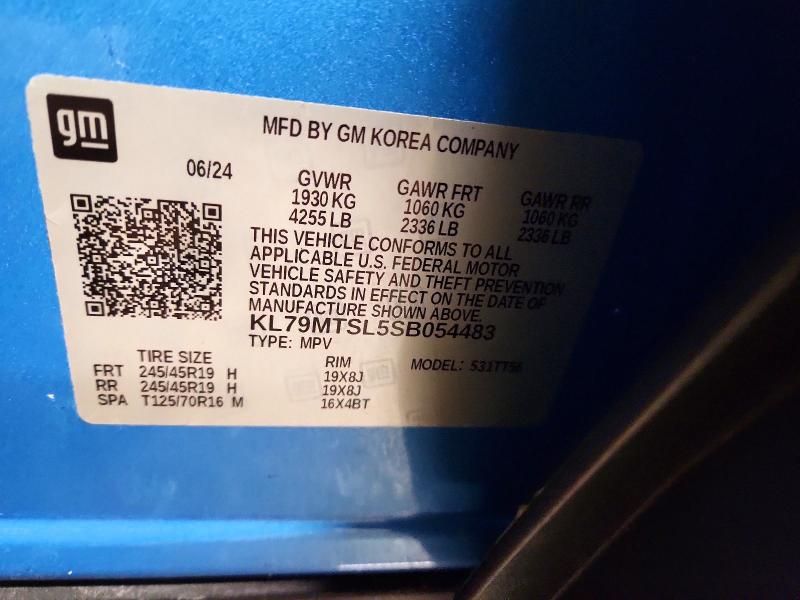 gm
MFD BY GM KOREA COMPANY
06/24
GVWR
1930 KG
4255 LB
GAWR FRT
1060 KG
2336 LB
GAWR RR
1060 KG
2336 LB
THIS VEHICLE CONFORMS TO ALL
APPLICABLE U.S. FEDERAL MOTOR
VEHICLE SAFETY AND THEFT PREVENTION
STANDARDS IN EFFECT ON THE DATE OF
MANUFACTURE SHOWN ABOVE.
KL79MTSL5SB054483
TYPE: MPV
MODEL: 531TT56
TIRE SIZE RIM
FRT 245/45R19 H 19X8J
RR 245/45R19 H 19X8J
SPA T125/70R16 M 16X4BT